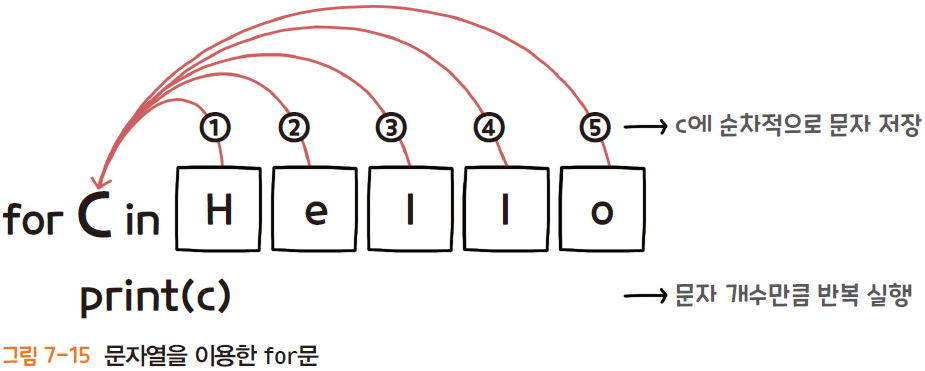 ① ② ③ ④ ⑤ c에 순차적으로 문자 저장
for C in H e l l o
print(c) 문자 개수만큼 반복 실행
그림 7-15 문자열을 이용한 for문